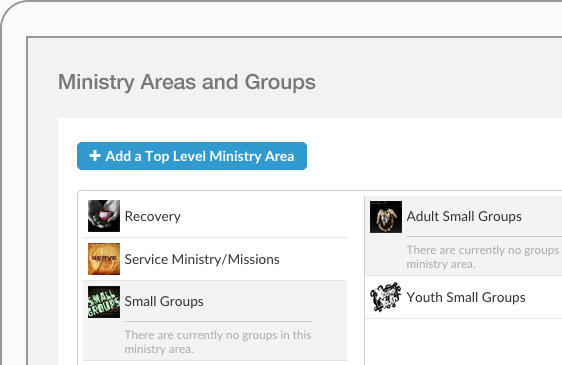 Ministry Areas and Groups
+ Add a Top Level Ministry Area
Recovery
SERVE
Service Ministry/Missions
SMALL
GROUPS
Small Groups
There are currently no groups in this
ministry area.
Adult Small Groups
There are currently no groups
ministry area.
Youth Small Groups